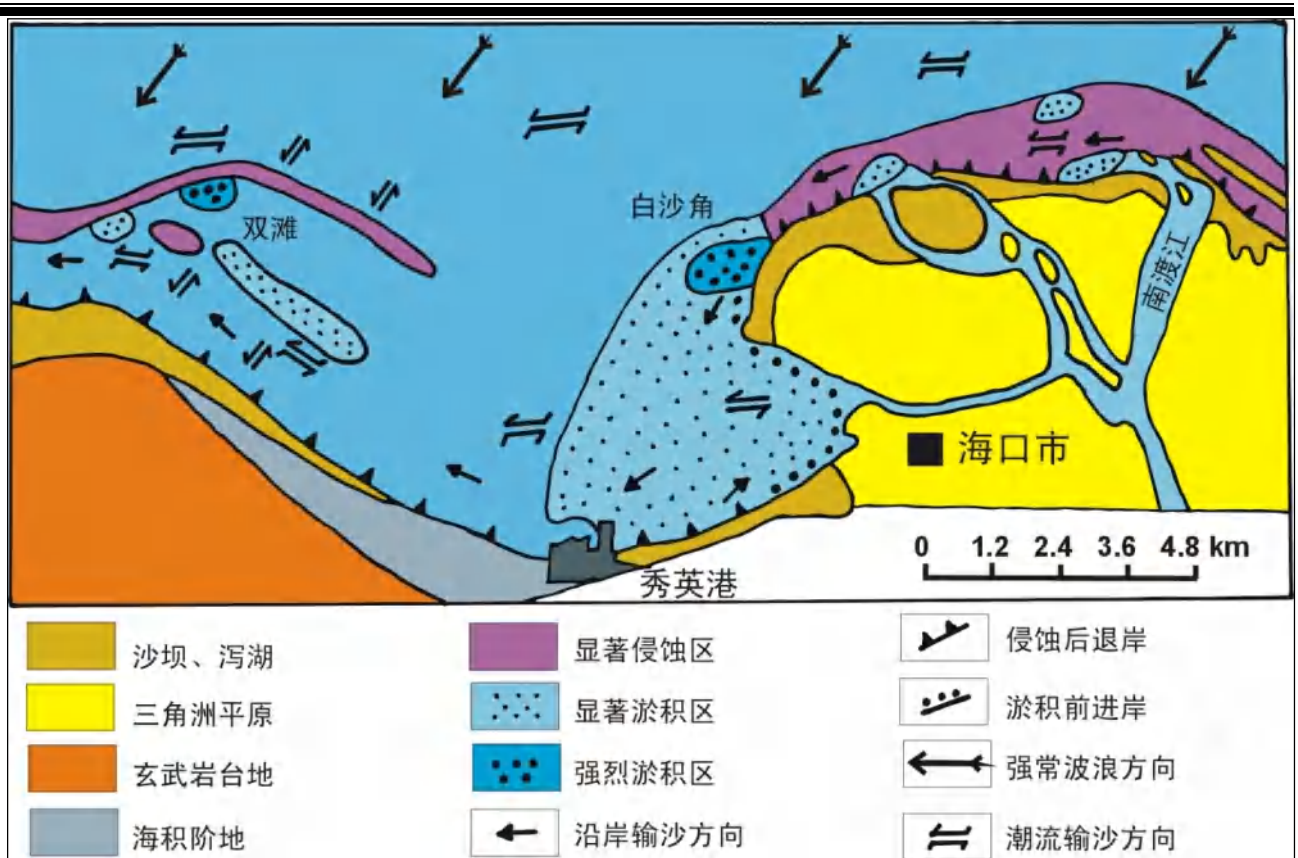 白沙角
双滩
南渡江
海口市
0 1.2 2.4 3.6 4.8 km
秀英港
沙坝、泻湖
显著侵蚀区
侵蚀后退岸
三角洲平原
显著淤积区
淤积前进岸
玄武岩台地
强烈淤积区
强常波浪方向
海积阶地
沿岸输沙方向
潮流输沙方向